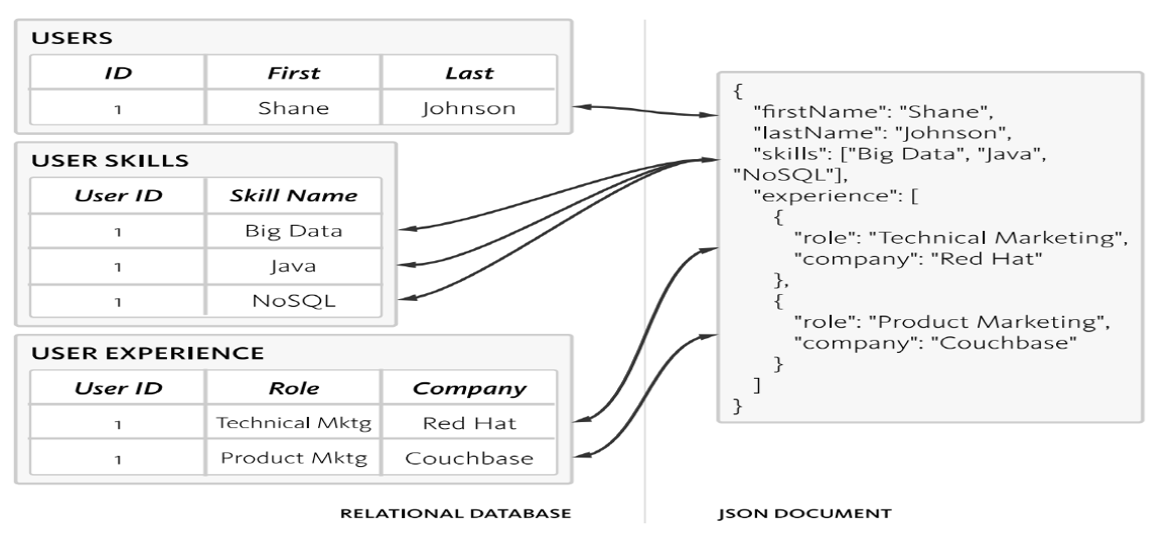 USERS
ID First Last
1 Shane Johnson
USER SKILLS
User ID Skill Name
1 Big Data
1 Java
1 NoSQL
USER EXPERIENCE
User ID Role Company
1 Technical Mktg Red Hat
1 Product Mktg Couchbase
RELATIONAL DATABASE
{
"firstName": "Shane",
"lastName": "Johnson",
"skills": ["Big Data", "Java",
"NoSQL"],
"experience": [
{
"role": "Technical Marketing",
"company": "Red Hat"
},
{
"role": "Product Marketing",
"company": "Couchbase"
}
]
}
JSON DOCUMENT